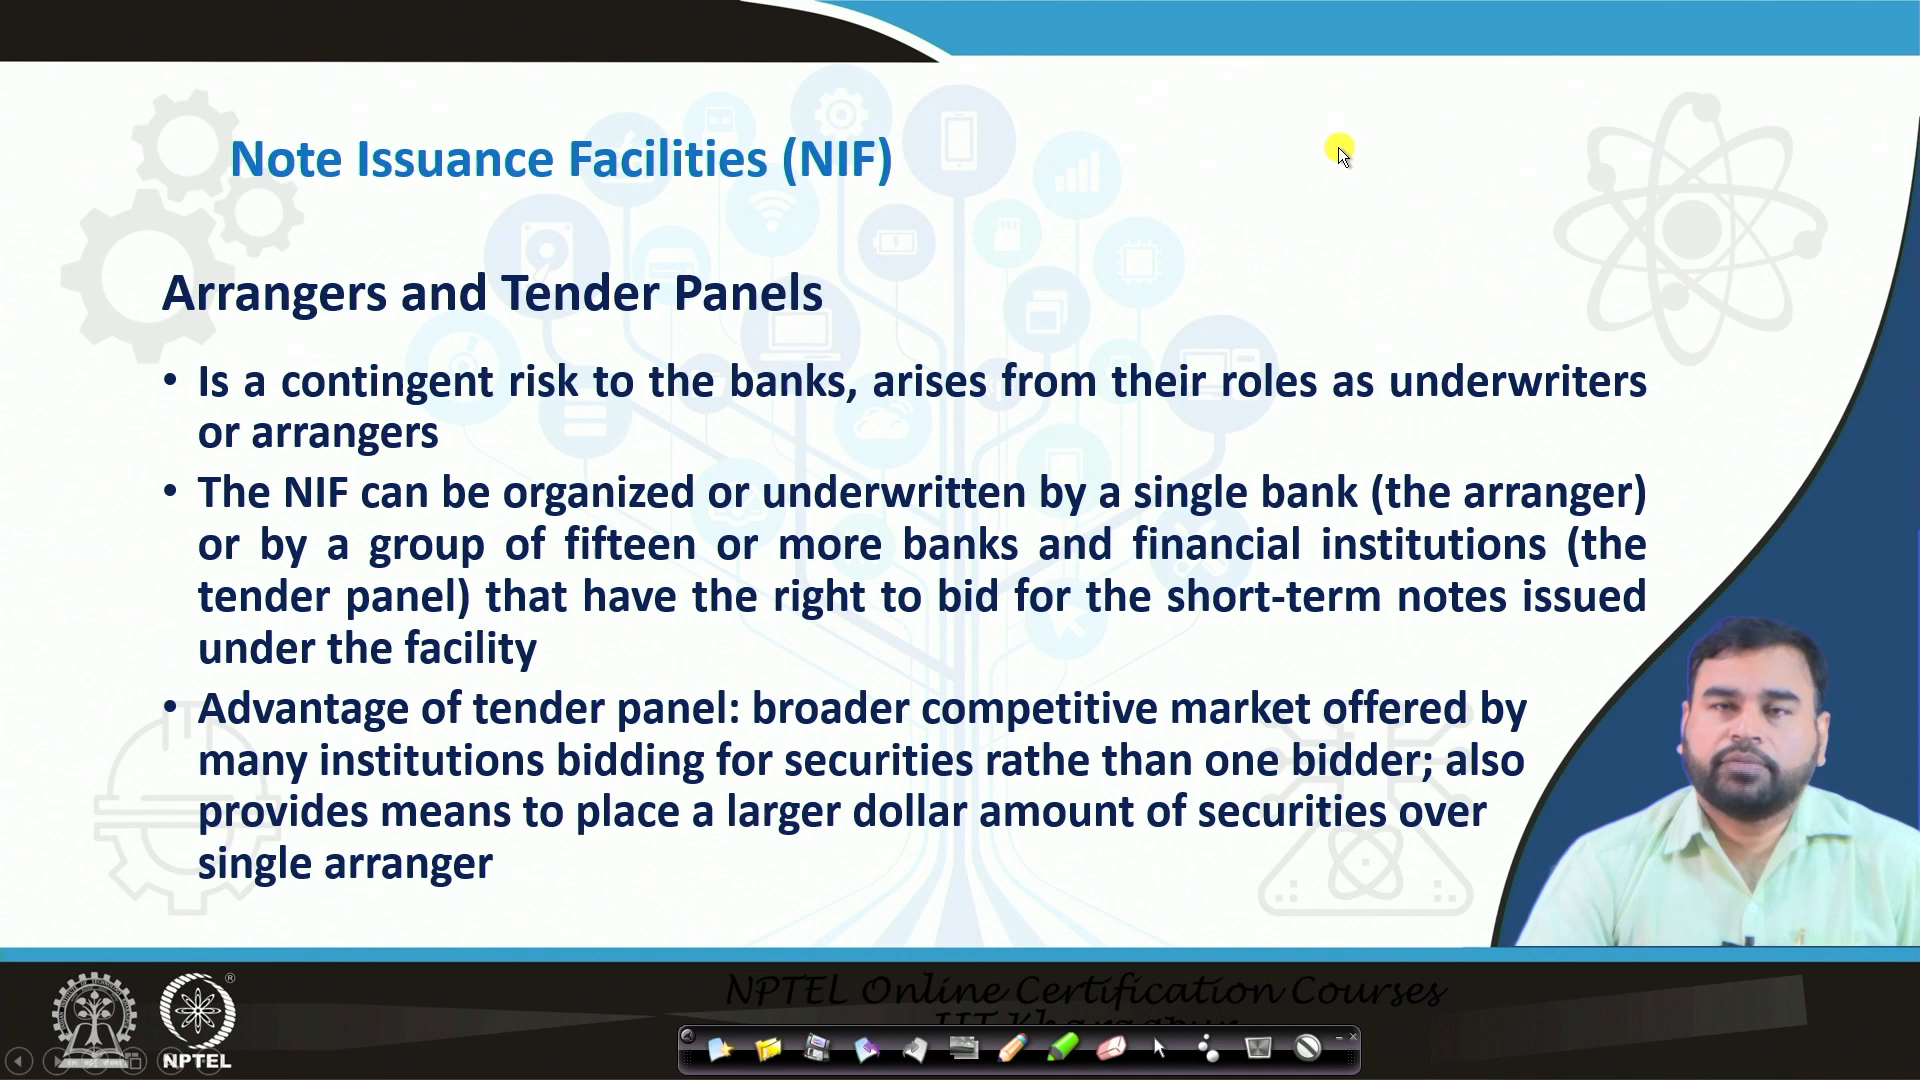 Note Issuance Facilities (NIF)
Arrangers and Tender Panels
• Is a contingent risk to the banks, arises from their roles as underwriters
or arrangers
• The NIF can be organized or underwritten by a single bank (the arranger)
or by a group of fifteen or more banks and financial institutions (the
tender panel) that have the right to bid for the short-term notes issued
under the facility
• Advantage of tender panel: broader competitive market offered by
many institutions bidding for securities rathe than one bidder; also
provides means to place a larger dollar amount of securities over
single arranger
NPTEL Online Certification Courses
IIT Kharagpur
NPTEL
®